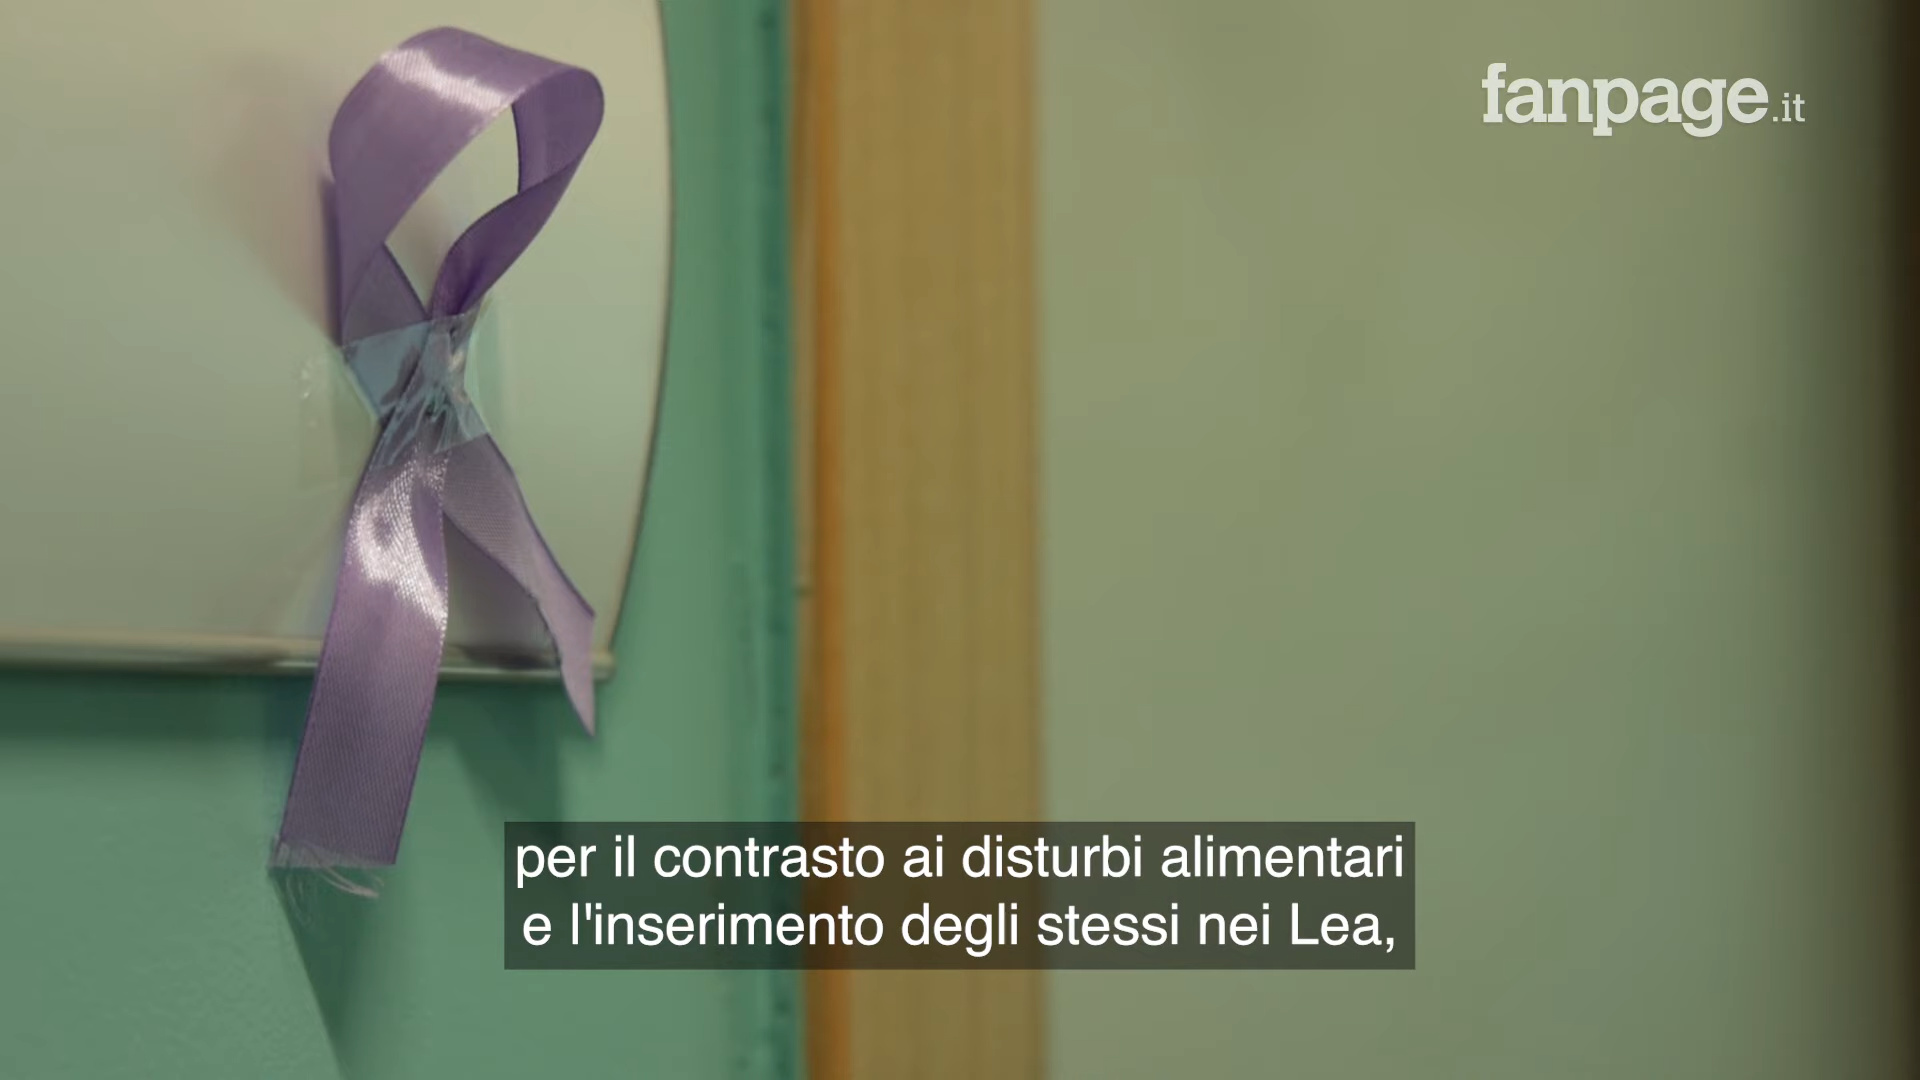 fanpage.it
per il contrasto ai disturbi alimentari
e l'inserimento degli stessi nei Lea,